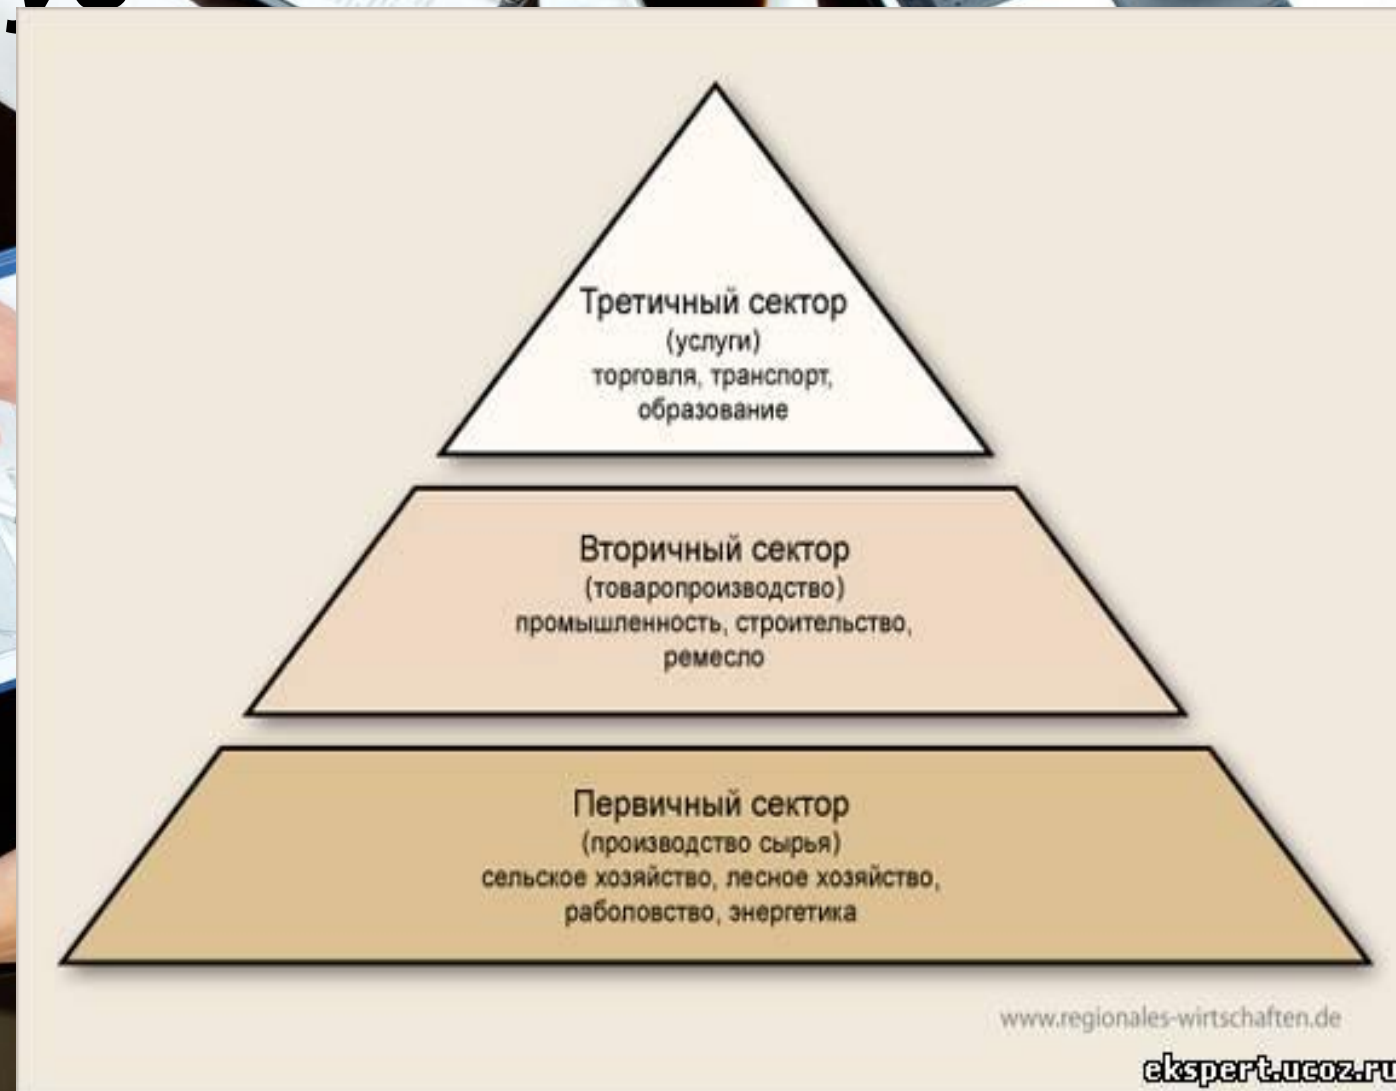 Третичный сектор
(услуги)
торговля, транспорт,
образование
Вторичный сектор
(товаропроизводство)
промышленность, строительство,
ремесло
Первичный сектор
(производство сырья)
сельское хозяйство, лесное хозяйство,
раболовство, энергетика
www.regionales-wirtschaften.de
ekspert.ucoz.ru